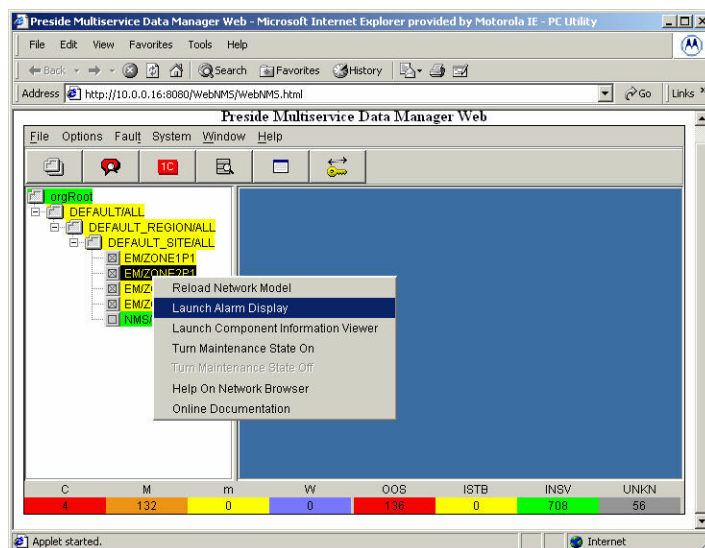 Preside Multiservice Data Manager Web - Microsoft Internet Explorer provided by Motorola IE - PC Utility
File Edit View Favorites Tools Help
Back Search Favorites History
Address http://10.0.0.16:8080/WebNMS/WebNMS.html Go Links »
Preside Multiservice Data Manager Web
File Options Fault System Window Help
1C
orgRoot
DEFAULT/ALL
DEFAULT_REGION/ALL
DEFAULT_SITE/ALL
EM/ZONE1P1
EM/ZONE2P1
EM/
EM/
NMS/
Reload Network Model
Launch Alarm Display
Launch Component Information Viewer
Turn Maintenance State On
Turn Maintenance State Off
Help On Network Browser
Online Documentation
C M m W OOS ISTB INSV UNKN
4 132 0 0 136 0 708 56
Applet started. Internet